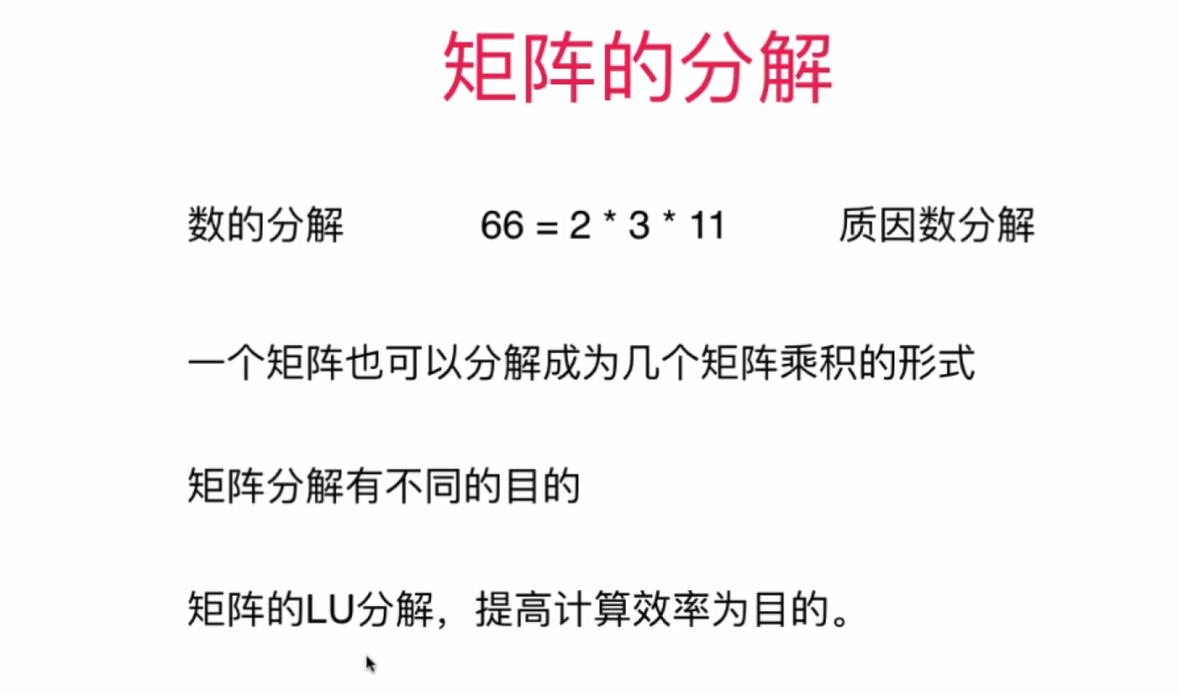 矩阵的分解
数的分解 66 = 2 * 3 * 11 质因数分解
一个矩阵也可以分解成为几个矩阵乘积的形式
矩阵分解有不同的目的
矩阵的LU分解，提高计算效率为目的。